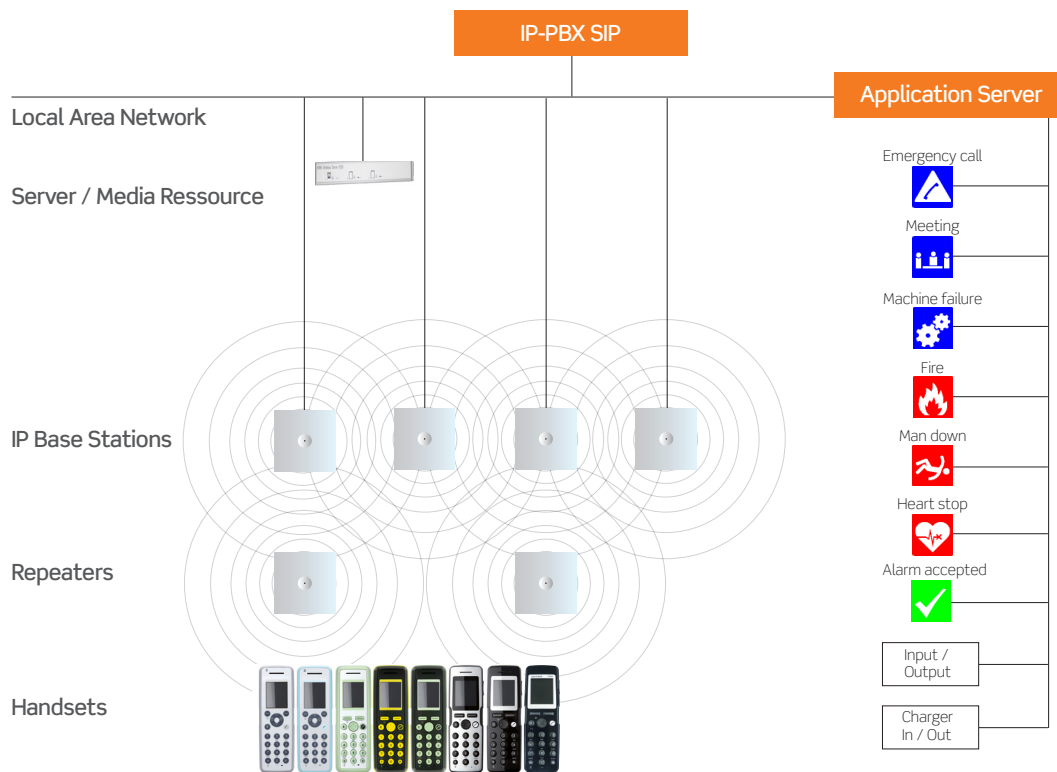 IP-PBX SIP
Application Server
Local Area Network
Server / Media Ressource
IP Base Stations
Repeaters
Handsets
Emergency call
Meeting
Machine failure
Fire
Man down
Heart stop
Alarm accepted
Input /
Output
Charger
In / Out